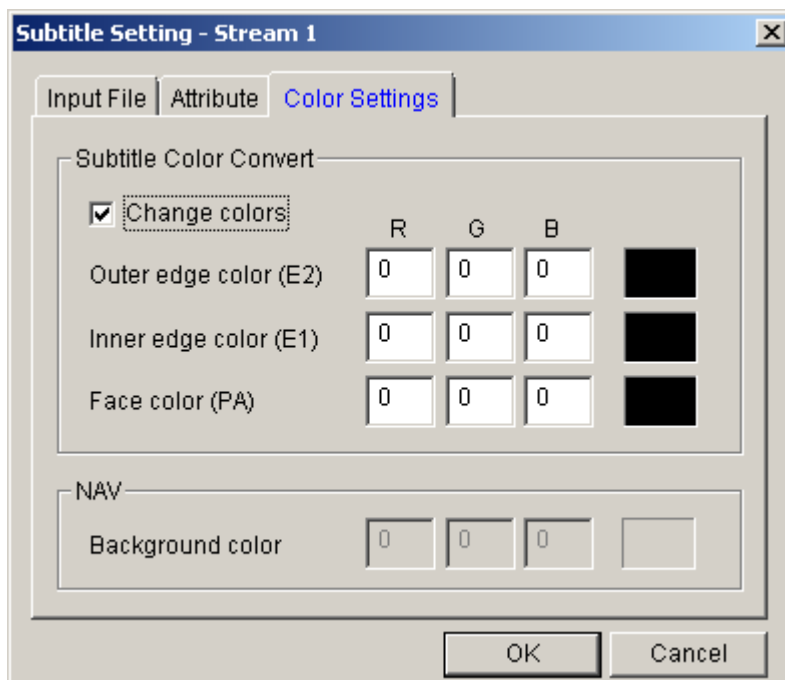 Subtitle Setting - Stream 1
Input File Attribute Color Settings
Subtitle Color Convert
Change colors
R G B
Outer edge color (E2) 0 0 0
Inner edge color (E1) 0 0 0
Face color (PA) 0 0 0
NAV
Background color 0 0 0
OK Cancel